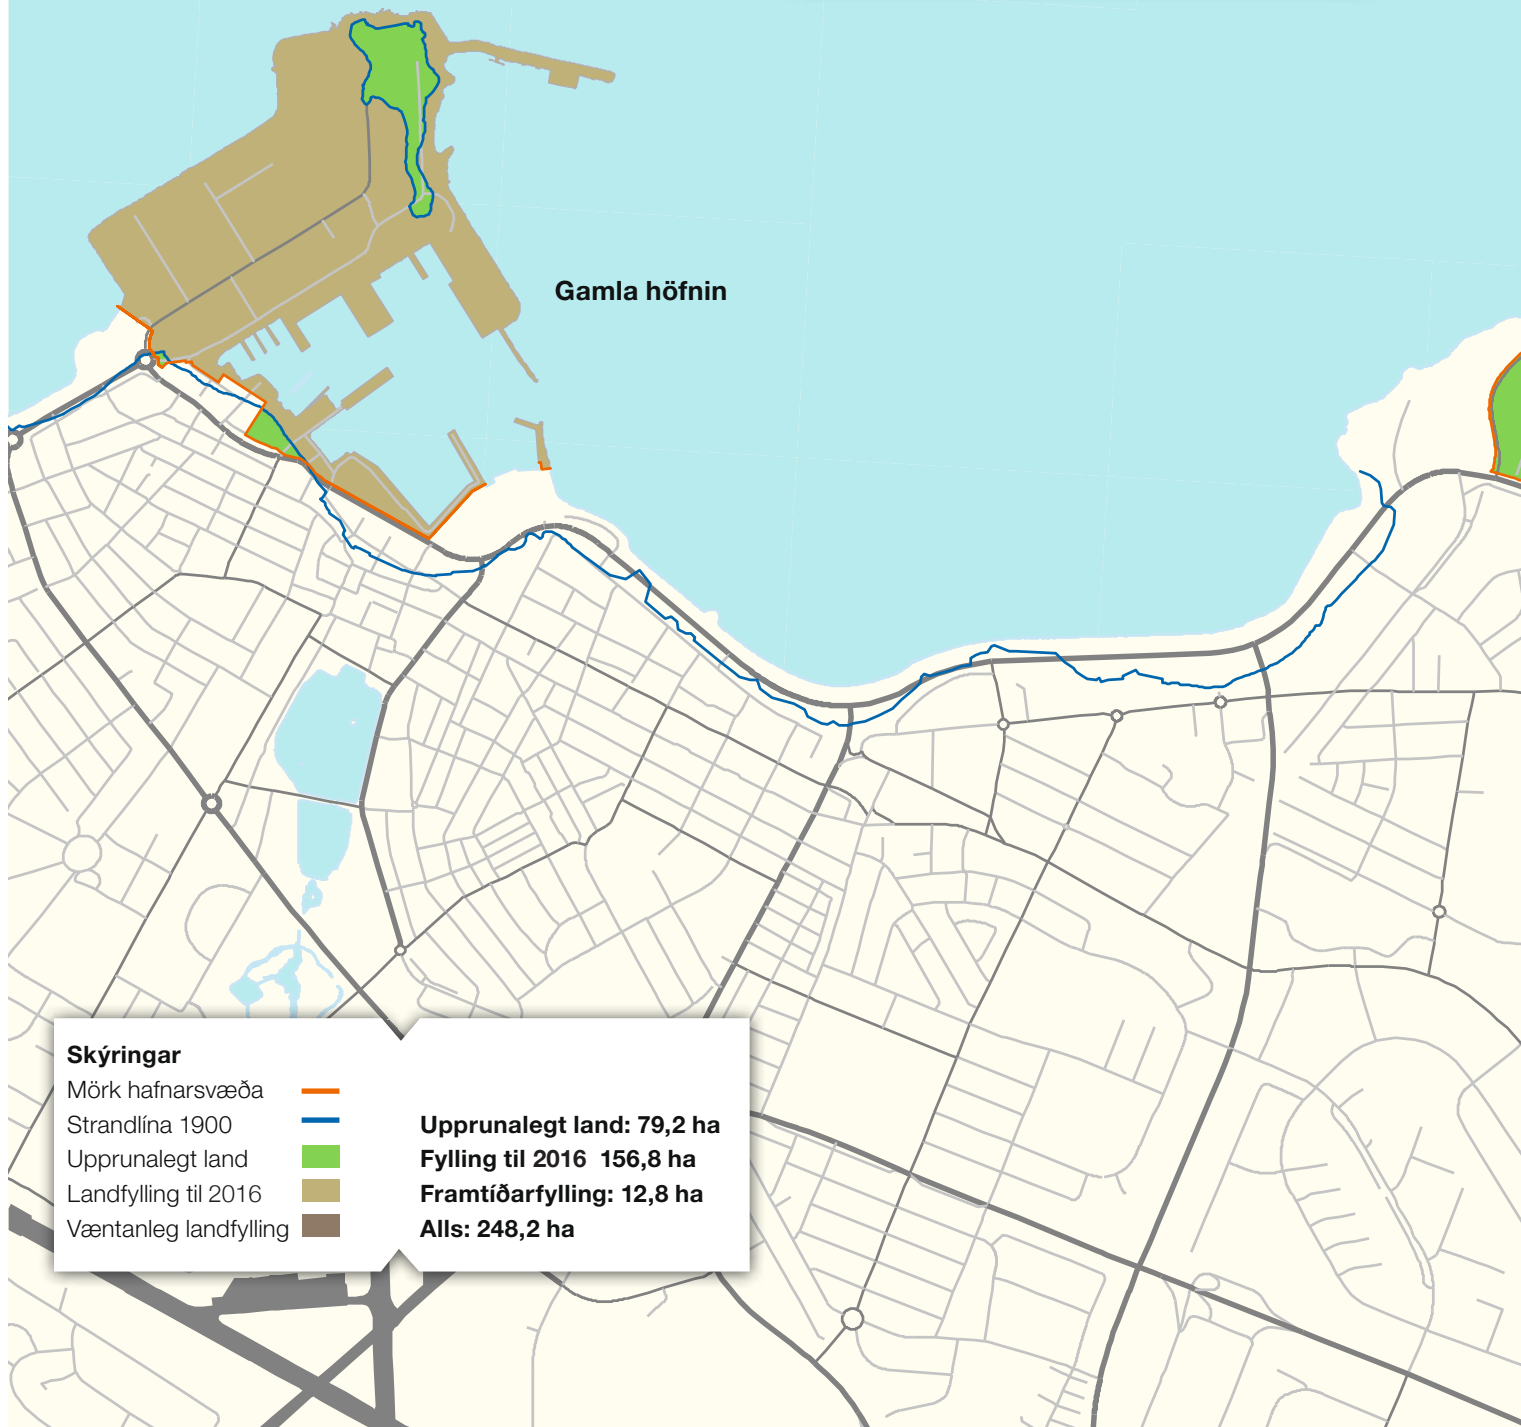 Gamla höfnin
Skýringar
Mörk hafnarsvæða
Strandlína 1900
Upprunalegt land
Landfylling til 2016
Væntanleg landfylling
Upprunalegt land: 79,2 ha
Fylling til 2016 156,8 ha
Framtíðarfylling: 12,8 ha
Alls: 248,2 ha